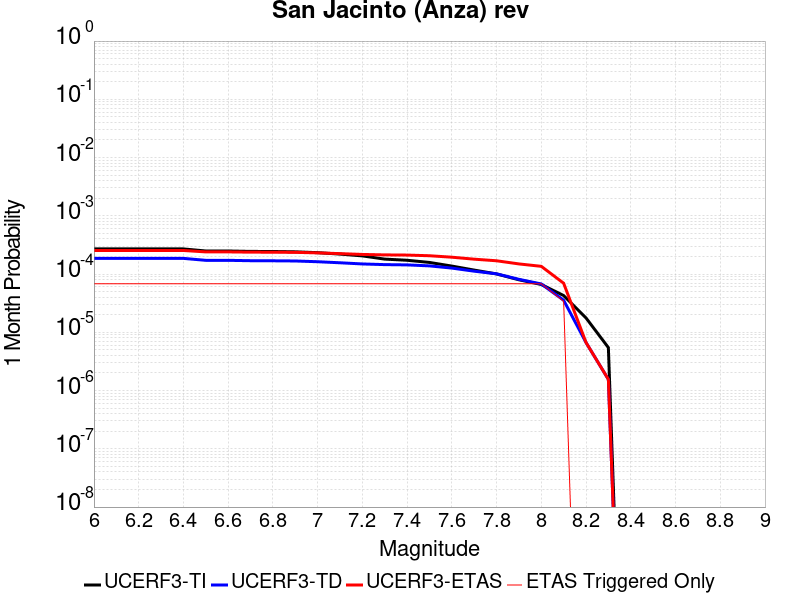 San Jacinto (Anza) rev
10^0
10^-1
10^-2
10^-3
10^-4
10^-5
10^-6
10^-7
10^-8
1 Month Probability
6 6.2 6.4 6.6 6.8 7 7.2 7.4 7.6 7.8 8 8.2 8.4 8.6 8.8 9
Magnitude
UCERF3-TI UCERF3-TD UCERF3-ETAS ETAS Triggered Only